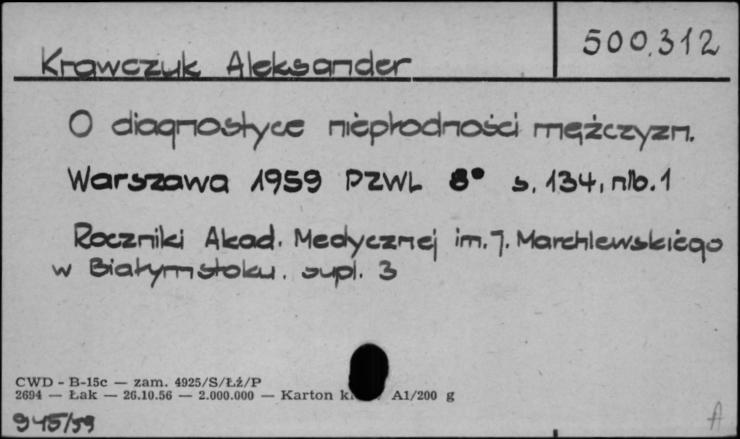 500.312
Krawczuk Aleksander
O diagnostyce niepłodności mężczyzn.
Warszawa 1959 PZWL 8° s. 134, nlb. 1
Roczniki Akad. Medycznej im. J. Marchlewskiego
w Białymstoku. supl. 3
CWD - B-15c — zam. 4925/S/Łż/P
2694 — Łak — 26.10.56 — 2.000.000 — Karton A1/200 g
945/59
A